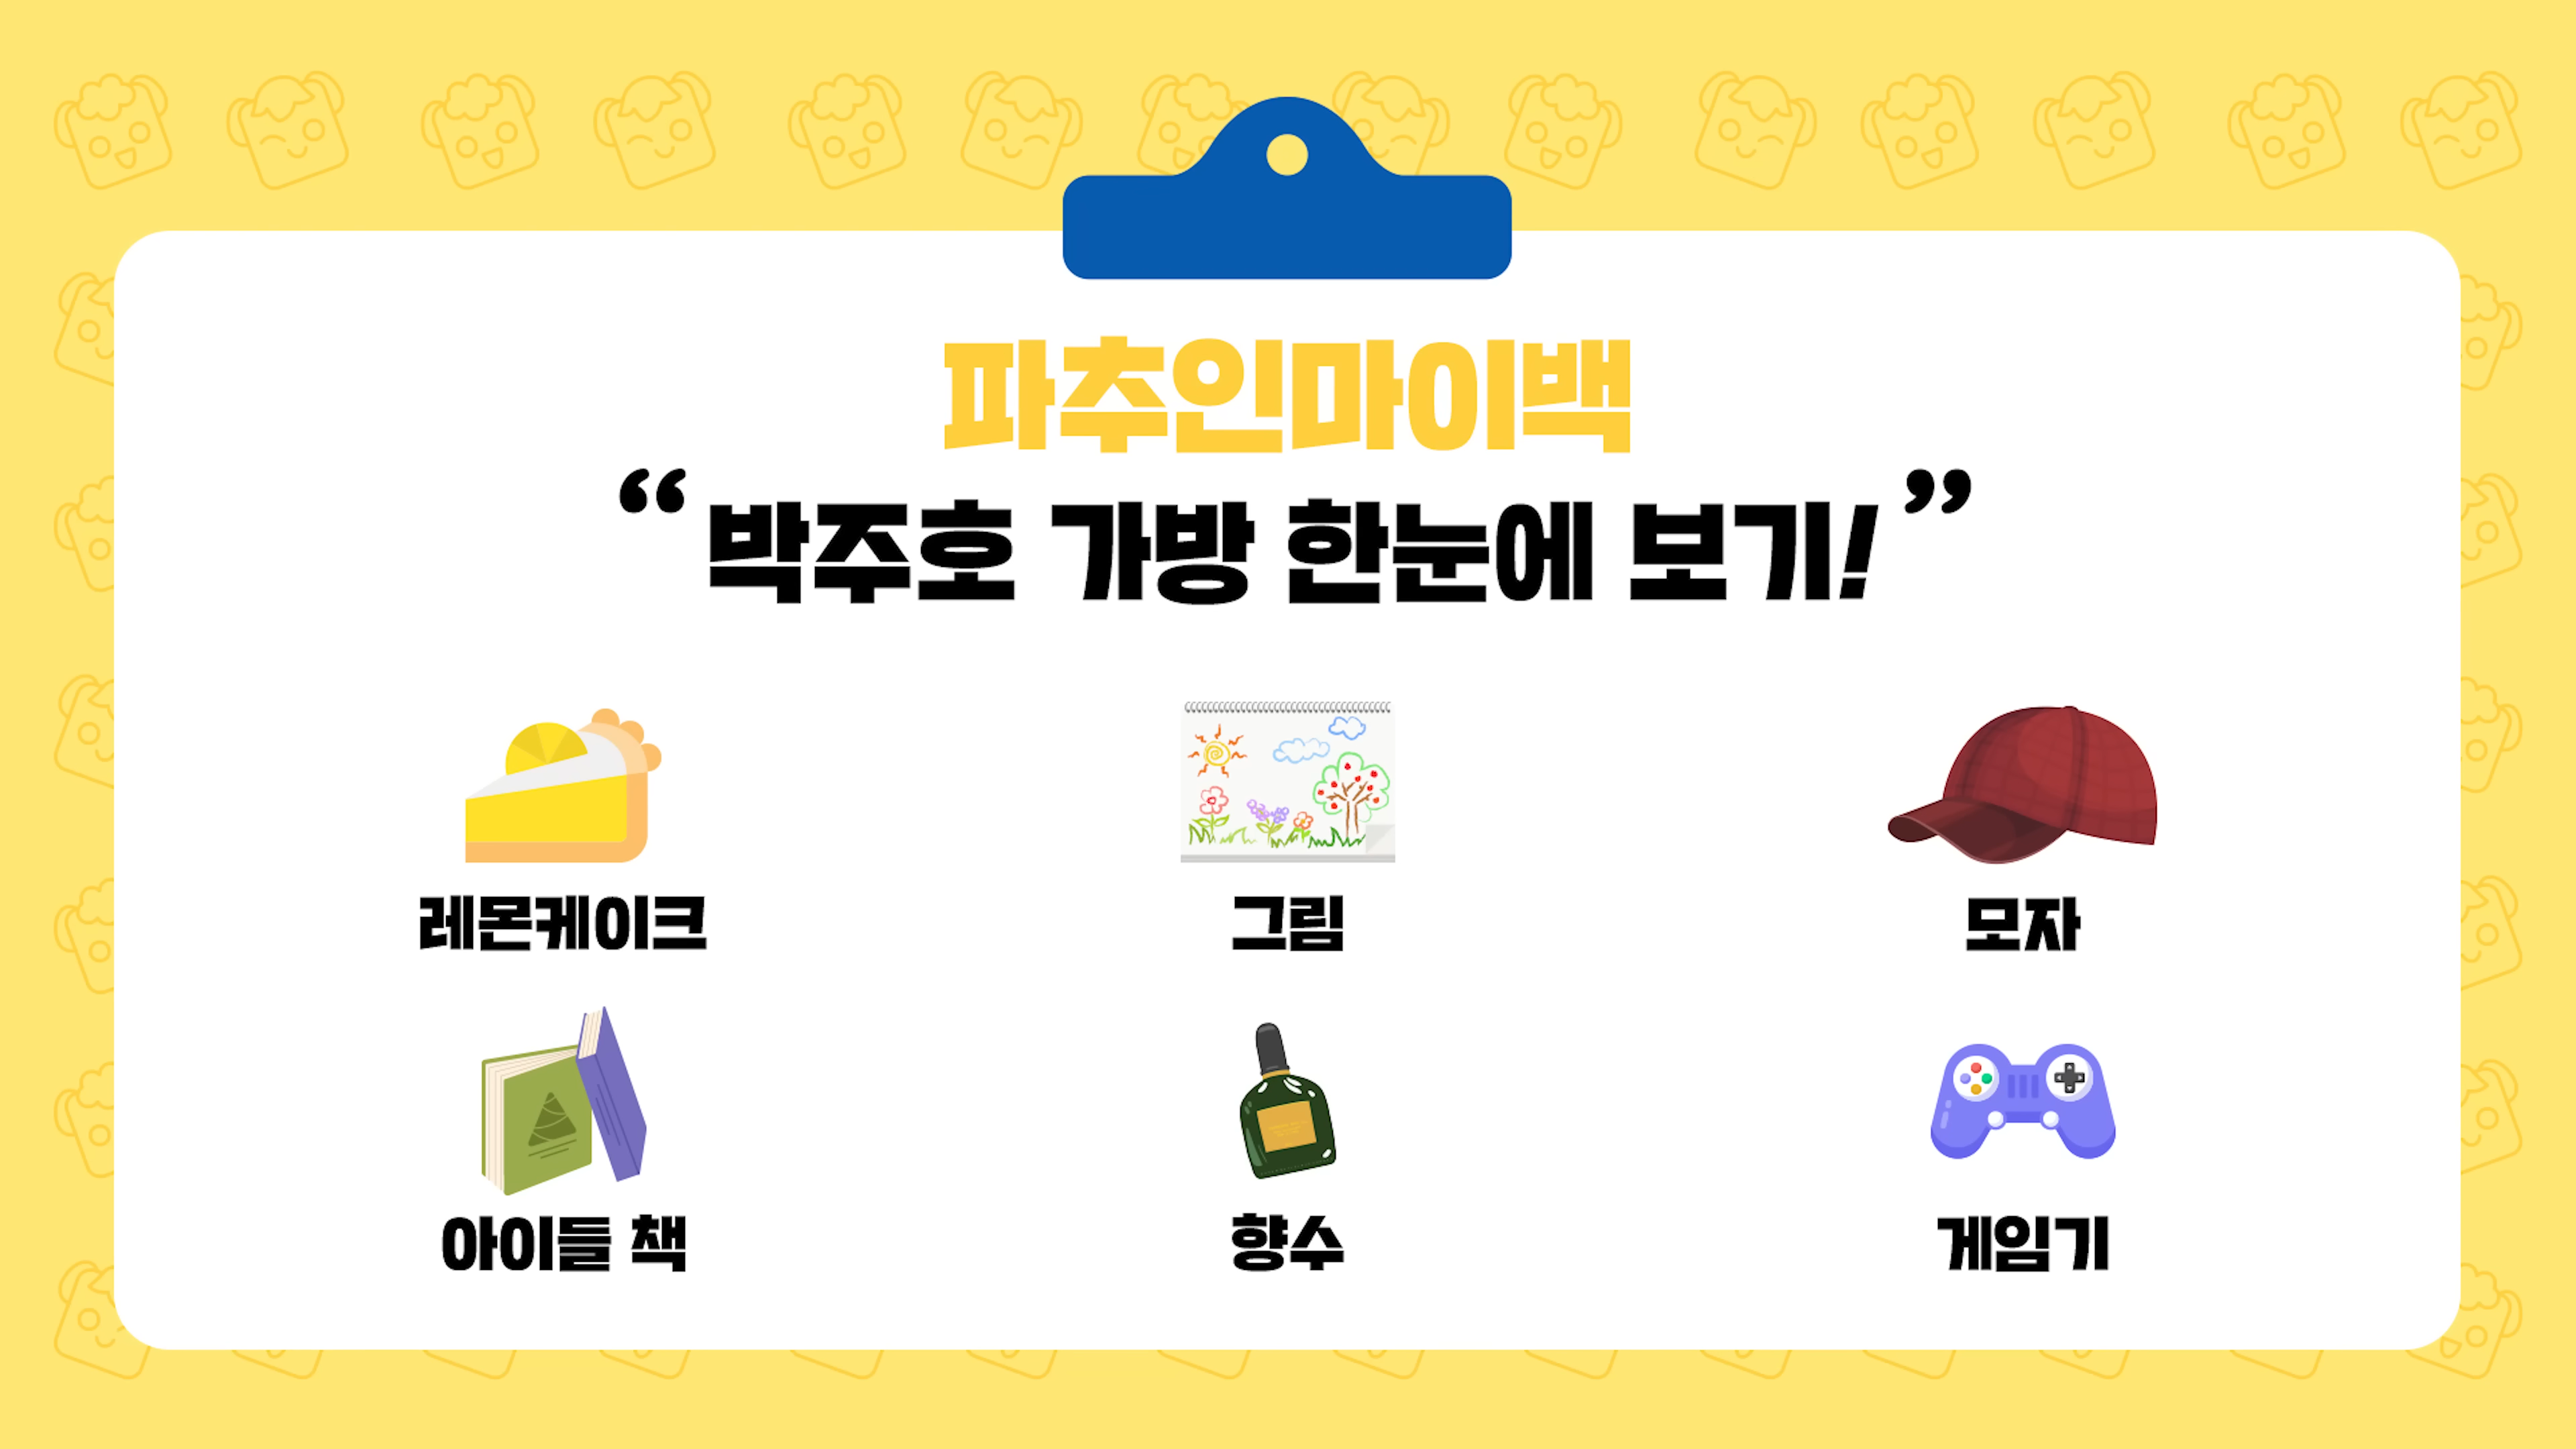 파추인마이백
“박주호 가방 한눈에 보기!”
레몬케이크
그림
모자
아이들 책
향수
게임기